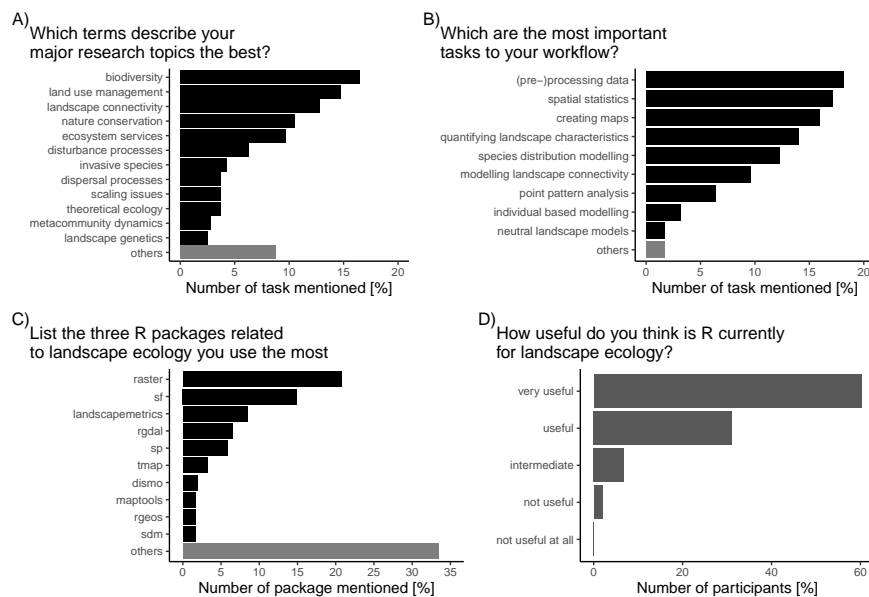 A)
Which terms describe your
major research topics the best?
biodiversity
land use management
landscape connectivity
nature conservation
ecosystem services
disturbance processes
invasive species
dispersal processes
scaling issues
theoretical ecology
metacommunity dynamics
landscape genetics
others
0 5 10 15 20
Number of task mentioned [%]
B)
Which are the most important
tasks to your workflow?
(pre-)processing data
spatial statistics
creating maps
quantifying landscape characteristics
species distribution modelling
modelling landscape connectivity
point pattern analysis
individual based modelling
neutral landscape models
others
0 5 10 15 20
Number of task mentioned [%]
C)
List the three R packages related
to landscape ecology you use the most
raster
sf
landscapemetrics
rgdal
sp
tmap
dismo
maptools
rgeos
sdm
others
0 5 10 15 20 25 30 35
Number of package mentioned [%]
D)
How useful do you think is R currently
for landscape ecology?
very useful
useful
intermediate
not useful
not useful at all
0 20 40 60
Number of participants [%]